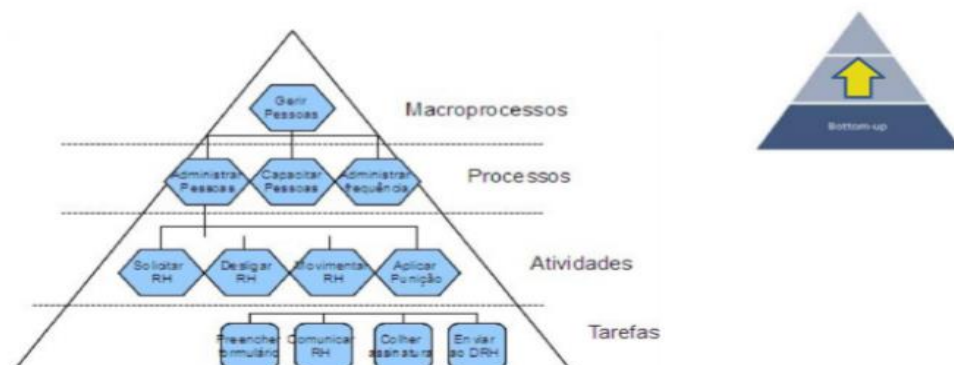 Gerir
Pessoas
Macroprocessos
Bottom-up
Administrar
Pessoas
Capacitar
Pessoas
Administrar
frequência
Processos
Solicitar
RH
Desligar
RH
Movimentar
RH
Aplicar
Punição
Atividades
Preencher
formulário
Comunicar
RH
Colher
assinatura
Enviar
ao DRH
Tarefas